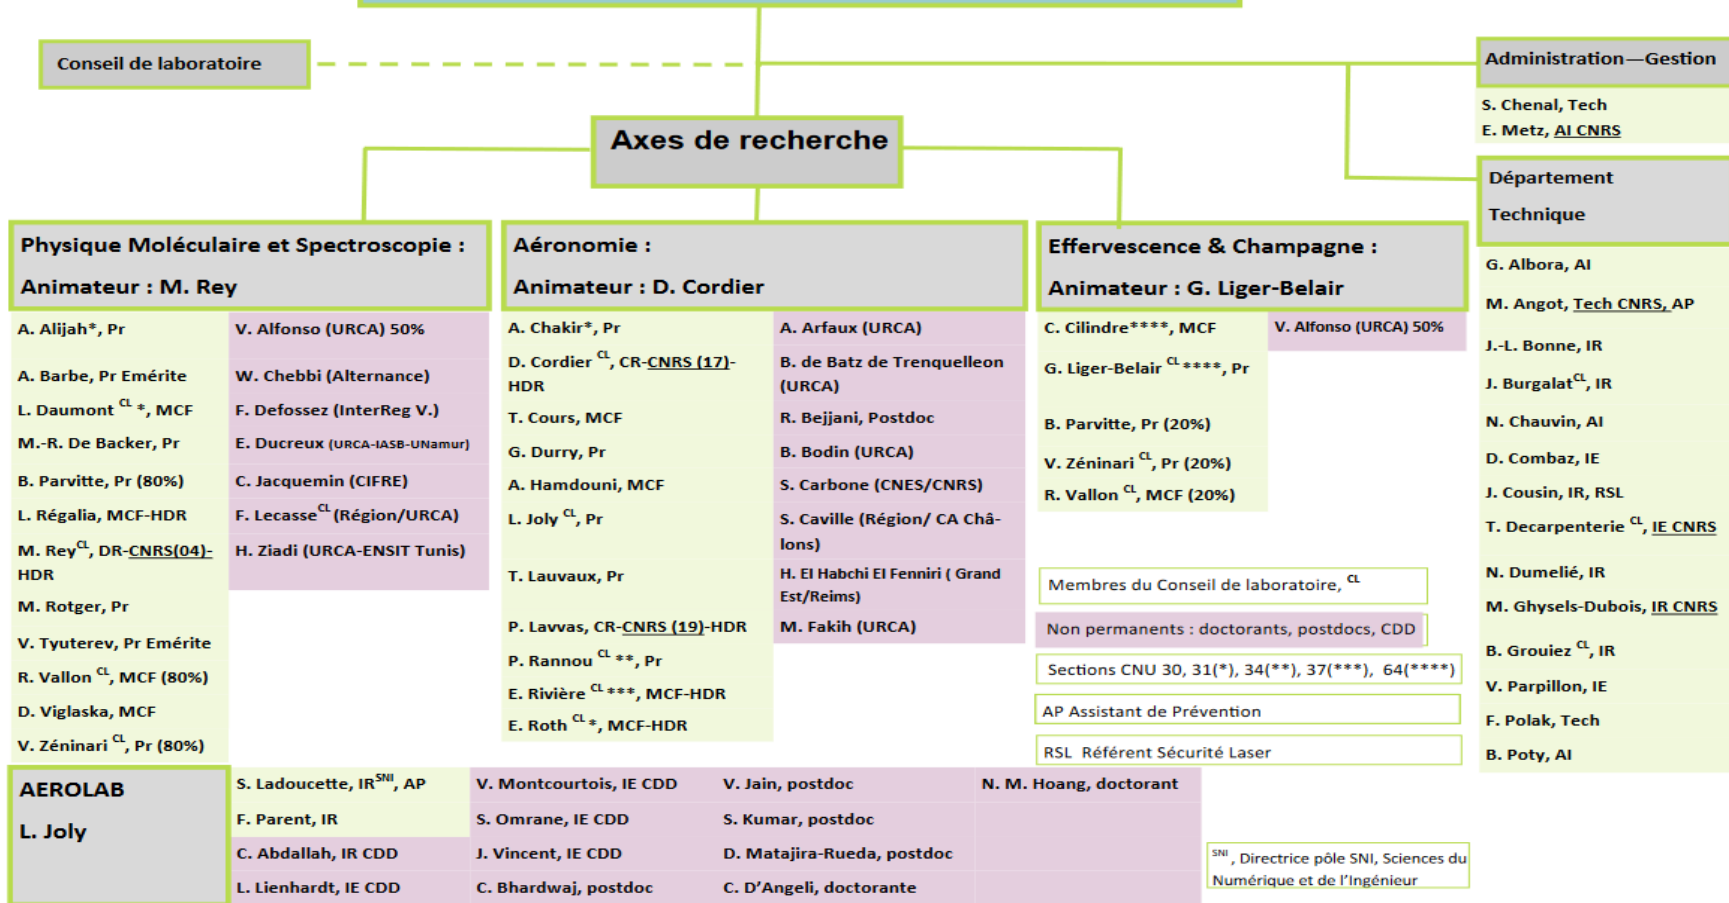 Conseil de laboratoire
Administration—Gestion
S. Chenal, Tech
E. Metz, AI CNRS
Axes de recherche
Département
Technique
G. Albora, AI
M. Angot, Tech CNRS, AP
J.-L. Bonne, IR
J. Burgalat CL, IR
N. Chauvin, AI
D. Combaz, IE
J. Cousin, IR, RSL
T. Decarpenterie CL, IE CNRS
N. Dumelié, IR
M. Ghysels-Dubois, IR CNRS
B. Grouiez CL, IR
V. Parpillon, IE
F. Polak, Tech
B. Poty, AI
Physique Moléculaire et Spectroscopie :
Animateur : M. Rey
A. Alijah*, Pr
A. Barbe, Pr Emérite
L. Daumont CL *, MCF
M.-R. De Backer, Pr
B. Parvitte, Pr (80%)
L. Régalia, MCF-HDR
M. Rey CL, DR-CNRS(04)-
HDR
M. Rotger, Pr
V. Tyuterev, Pr Emérite
R. Vallon CL, MCF (80%)
D. Viglaska, MCF
V. Zéninari CL, Pr (80%)
V. Alfonso (URCA) 50%
W. Chebbi (Alternance)
F. Defossez (InterReg V.)
E. Ducreux (URCA-IASB-UNamur)
C. Jacquemin (CIFRE)
F. Lecasse CL (Région/URCA)
H. Ziadi (URCA-ENSIT Tunis)
Aéronomie :
Animateur : D. Cordier
A. Chakir*, Pr
D. Cordier CL, CR-CNRS (17)-
HDR
T. Cours, MCF
G. Durry, Pr
A. Hamdouni, MCF
L. Joly CL, Pr
T. Lauvaux, Pr
P. Lavvas, CR-CNRS (19)-HDR
P. Rannou CL **, Pr
E. Rivière CL ***, MCF-HDR
E. Roth CL *, MCF-HDR
A. Arfaux (URCA)
B. de Batz de Trenquelleon
(URCA)
R. Bejjani, Postdoc
B. Bodin (URCA)
S. Carbone (CNES/CNRS)
S. Caville (Région/ CA Châ-
lons)
H. El Habchi El Fenniri ( Grand
Est/Reims)
M. Fakih (URCA)
Effervescence & Champagne :
Animateur : G. Liger-Belair
C. Cilindre****, MCF
G. Liger-Belair CL ****, Pr
B. Parvitte, Pr (20%)
V. Zéninari CL, Pr (20%)
R. Vallon CL, MCF (20%)
V. Alfonso (URCA) 50%
Membres du Conseil de laboratoire, CL
Non permanents : doctorants, postdocs, CDD
Sections CNU 30, 31(*), 34(**), 37(***), 64(****)
AP Assistant de Prévention
RSL Référent Sécurité Laser
AEROLAB
L. Joly
S. Ladoucette, IR SNI, AP
F. Parent, IR
C. Abdallah, IR CDD
L. Lienhardt, IE CDD
V. Montcourtois, IE CDD
S. Omrane, IE CDD
J. Vincent, IE CDD
C. Bhardwaj, postdoc
V. Jain, postdoc
S. Kumar, postdoc
D. Matajira-Rueda, postdoc
C. D'Angeli, doctorante
N. M. Hoang, doctorant
SNI , Directrice pôle SNI, Sciences du
Numérique et de l'Ingénieur